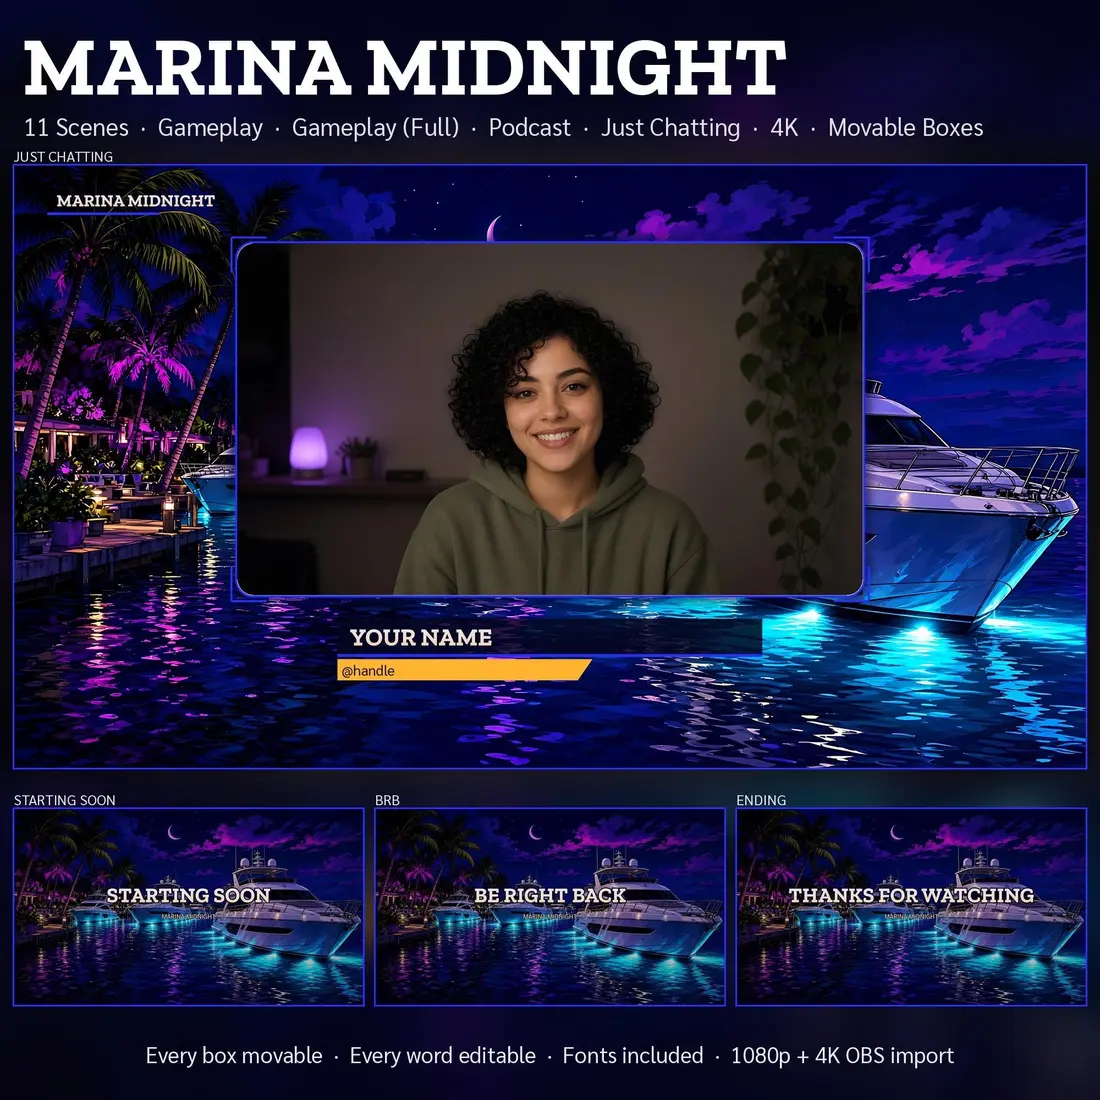 MARINA MIDNIGHT
11 Scenes · Gameplay · Gameplay (Full) · Podcast · Just Chatting · 4K · Movable Boxes
JUST CHATTING
MARINA MIDNIGHT
YOUR NAME
@handle
STARTING SOON
BRB
ENDING
STARTING SOON
MARINA MIDNIGHT
BE RIGHT BACK
MARINA MIDNIGHT
THANKS FOR WATCHING
MARINA MIDNIGHT
Every box movable · Every word editable · Fonts included · 1080p + 4K OBS import